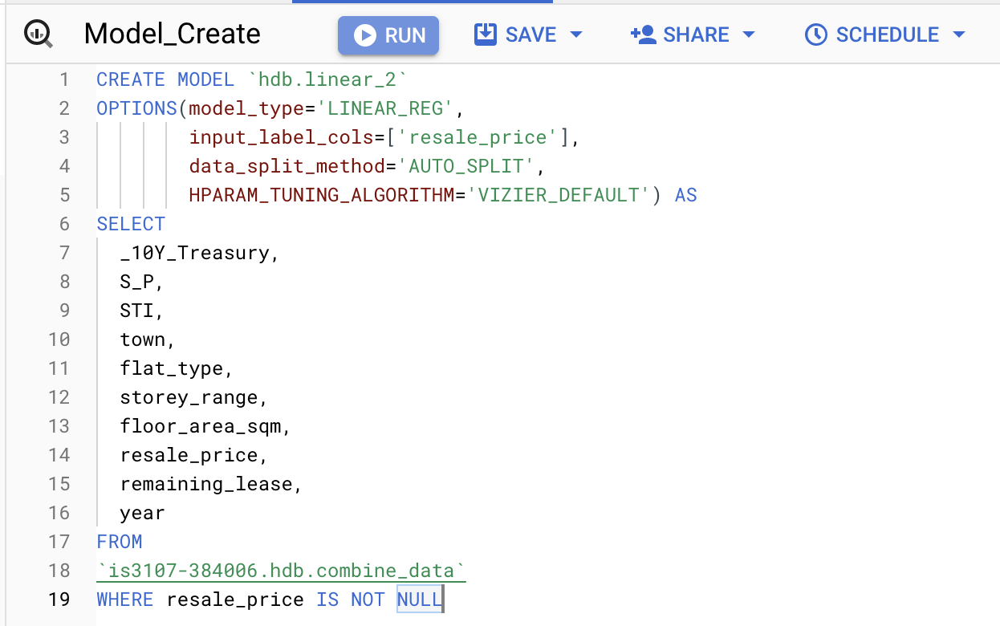 Model_Create RUN SAVE SHARE SCHEDULE
1 CREATE MODEL `hdb.linear_2`
2 OPTIONS(model_type='LINEAR_REG',
3 input_label_cols=['resale_price'],
4 data_split_method='AUTO_SPLIT',
5 HPARAM_TUNING_ALGORITHM='VIZIER_DEFAULT') AS
6 SELECT
7 _10Y_Treasury,
8 S_P,
9 STI,
10 town,
11 flat_type,
12 storey_range,
13 floor_area_sqm,
14 resale_price,
15 remaining_lease,
16 year
17 FROM
18 `is3107-384006.hdb.combine_data`
19 WHERE resale_price IS NOT NULL